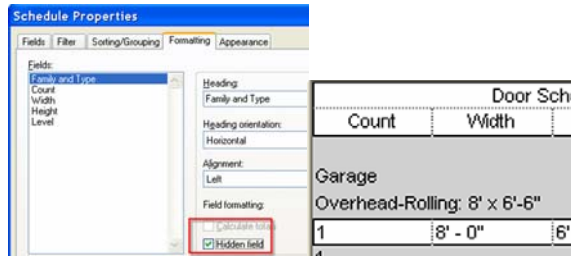 Schedule Properties
Fields Filter Sorting/Grouping Formatting Appearance
Fields:
Family and Type
Count
Width
Height
Level
Heading:
Family and Type
Heading orientation:
Horizontal
Alignment:
Left
Field formatting:
Calculate totals
Hidden field
Door Sch
Count Width
Garage
Overhead-Rolling: 8' x 6'-6"
1 8' - 0" 6'